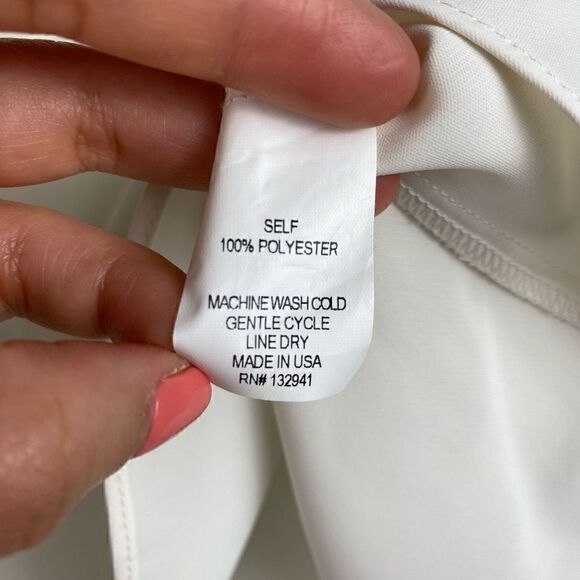 SELF
100% POLYESTER
MACHINE WASH COLD
GENTLE CYCLE
LINE DRY
MADE IN USA
RN# 132941